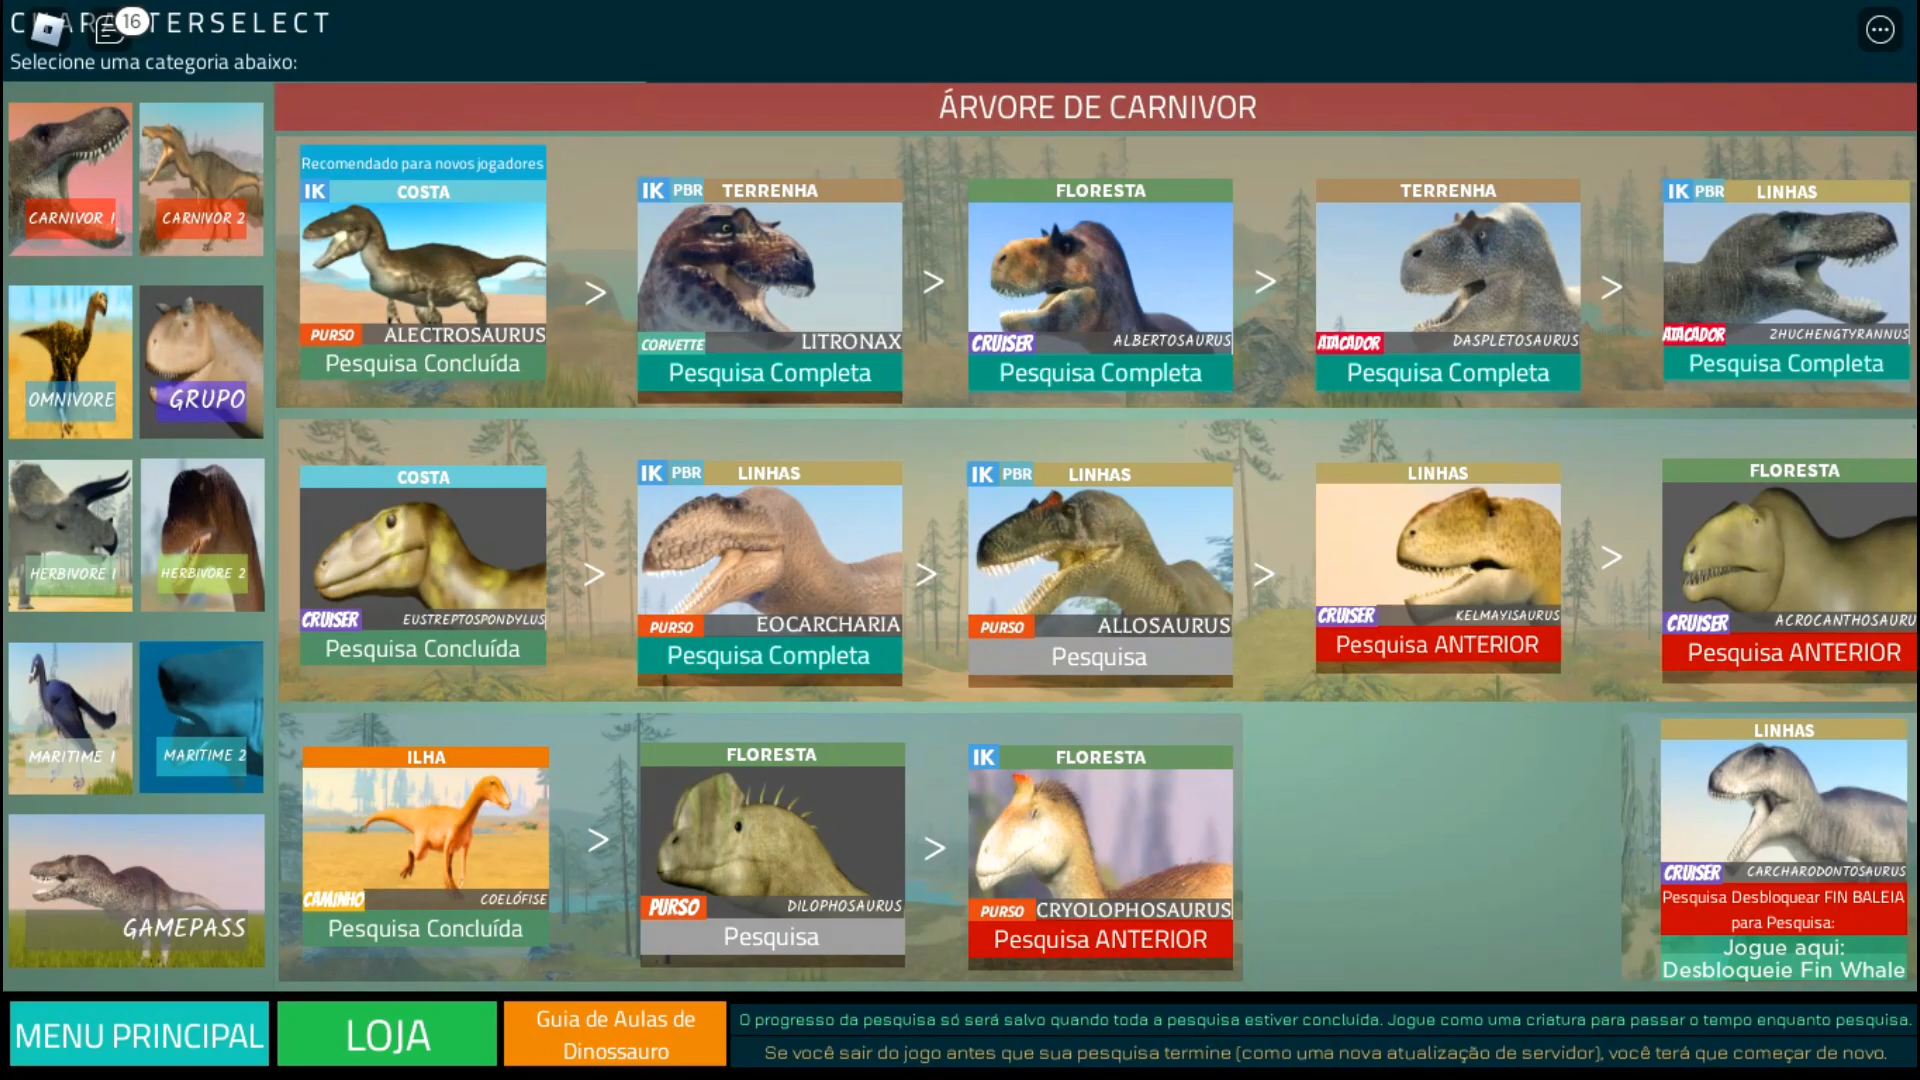 CHARACTERSELECT
16
Selecione uma categoria abaixo:
ÁRVORE DE CARNIVOR
CARNIVOR 1
CARNIVOR 2
OMNIVORE
GRUPO
HERBIVORE 1
HERBIVORE 2
MARITIME 1
MARITIME 2
GAMEPASS
Recomendado para novos jogadores
IK COSTA
PURSO ALECTROSAURUS
Pesquisa Concluída
>
IK PBR TERRENHA
CORVETTE LITRONAX
Pesquisa Completa
>
FLORESTA
CRUISER ALBERTOSAURUS
Pesquisa Completa
>
TERRENHA
ATACADOR DASPLETOSAURUS
Pesquisa Completa
>
IK PBR LINHAS
ATACADOR ZHUCHENGTYRANNUS
Pesquisa Completa
COSTA
CRUISER EUSTREPTOSPONDYLUS
Pesquisa Concluída
>
IK PBR LINHAS
PURSO EOCARCHARIA
Pesquisa Completa
>
IK PBR LINHAS
PURSO ALLOSAURUS
Pesquisa
>
LINHAS
CRUISER KELMAYISAURUS
Pesquisa ANTERIOR
>
FLORESTA
CRUISER ACROCANTHOSAURU
Pesquisa ANTERIOR
ILHA
CAMINHO COELÓFISE
Pesquisa Concluída
>
FLORESTA
PURSO DILOPHOSAURUS
Pesquisa
>
IK FLORESTA
PURSO CRYOLOPHOSAURUS
Pesquisa ANTERIOR
LINHAS
CRUISER CARCHARODONTOSAURUS
Pesquisa Desbloquear FIN BALEIA
para Pesquisa:
Jogue aqui:
Desbloqueie Fin Whale
MENU PRINCIPAL
LOJA
Guia de Aulas de
Dinossauro
O progresso da pesquisa só será salvo quando toda a pesquisa estiver concluída. Jogue como uma criatura para passar o tempo enquanto pesquisa.
Se você sair do jogo antes que sua pesquisa termine (como uma nova atualização de servidor), você terá que começar de novo.